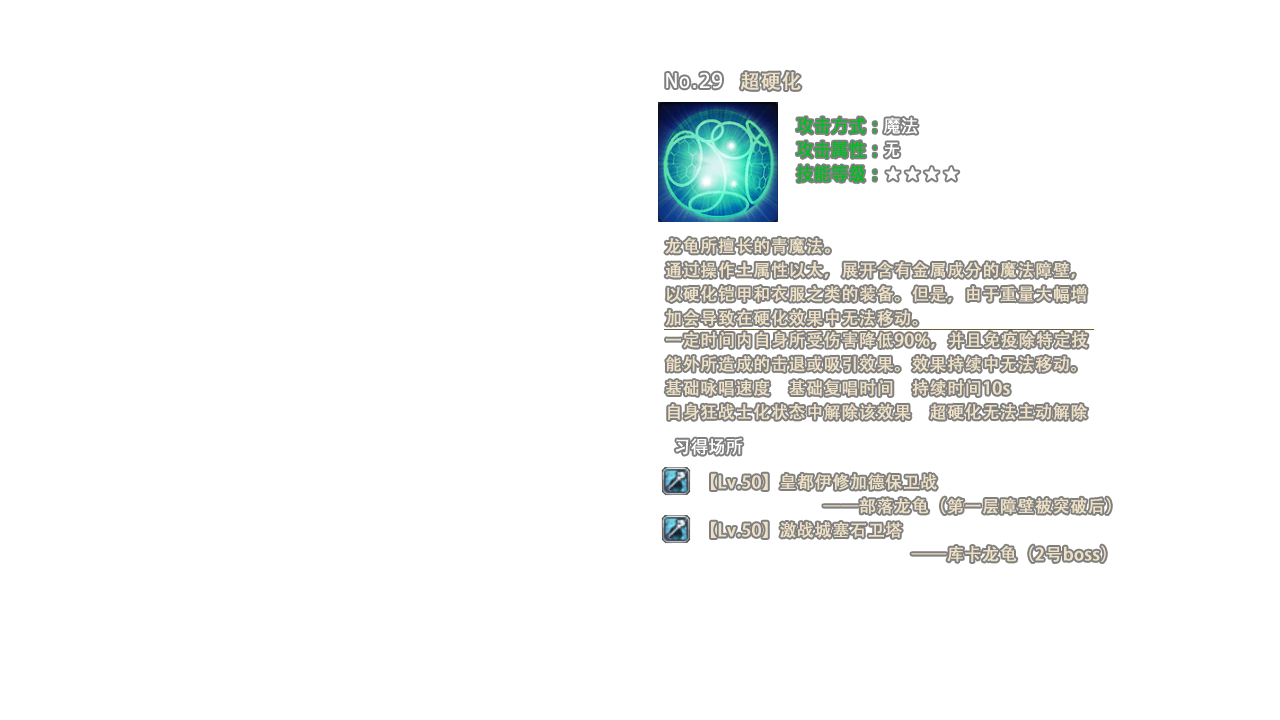 No.29 超硬化
攻击方式：魔法
攻击属性：无
技能等级：☆☆☆☆
龙龟所擅长的青魔法。
通过操作土属性以太，展开含有金属成分的魔法障壁，
以硬化铠甲和衣服之类的装备。但是，由于重量大幅增
加会导致在硬化效果中无法移动。
一定时间内自身所受伤害降低90%，并且免疫除特定技
能外所造成的击退或吸引效果。效果持续中无法移动。
基础咏唱速度 基础复唱时间 持续时间10s
自身狂战士化状态中解除该效果 超硬化无法主动解除
习得场所
【Lv.50】皇都伊修加德保卫战
——部落龙龟（第一层障壁被突破后）
【Lv.50】激战城塞石卫塔
——库卡龙龟（2号boss）